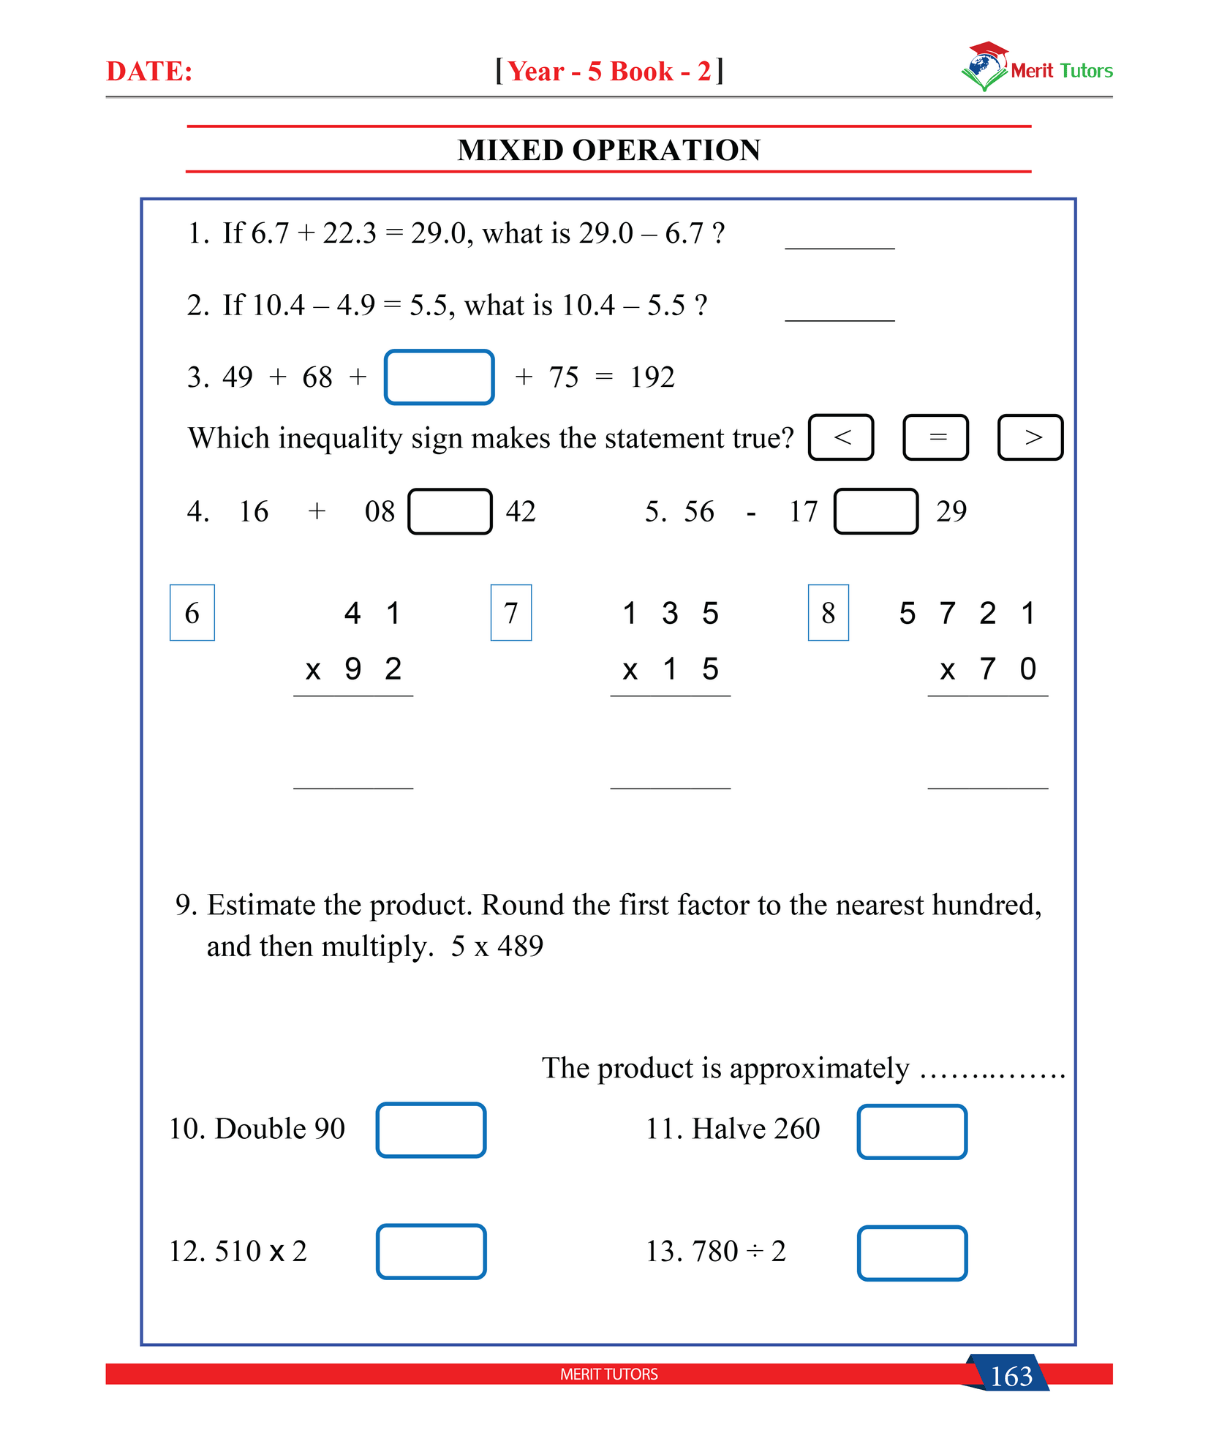 DATE:
[Year - 5 Book - 2]
Merit Tutors
MIXED OPERATION
1. If 6.7 + 22.3 = 29.0, what is 29.0 – 6.7 ?
2. If 10.4 – 4.9 = 5.5, what is 10.4 – 5.5 ?
3. 49 + 68 + + 75 = 192
Which inequality sign makes the statement true? < = >
4. 16 + 08 42 5. 56 - 17 29
6 4 1 7 1 3 5 8 5 7 2 1
x 9 2 x 1 5 x 7 0
9. Estimate the product. Round the first factor to the nearest hundred,
and then multiply. 5 x 489
The product is approximately ……..…….
10. Double 90 11. Halve 260
12. 510 x 2 13. 780 ÷ 2
MERIT TUTORS
163